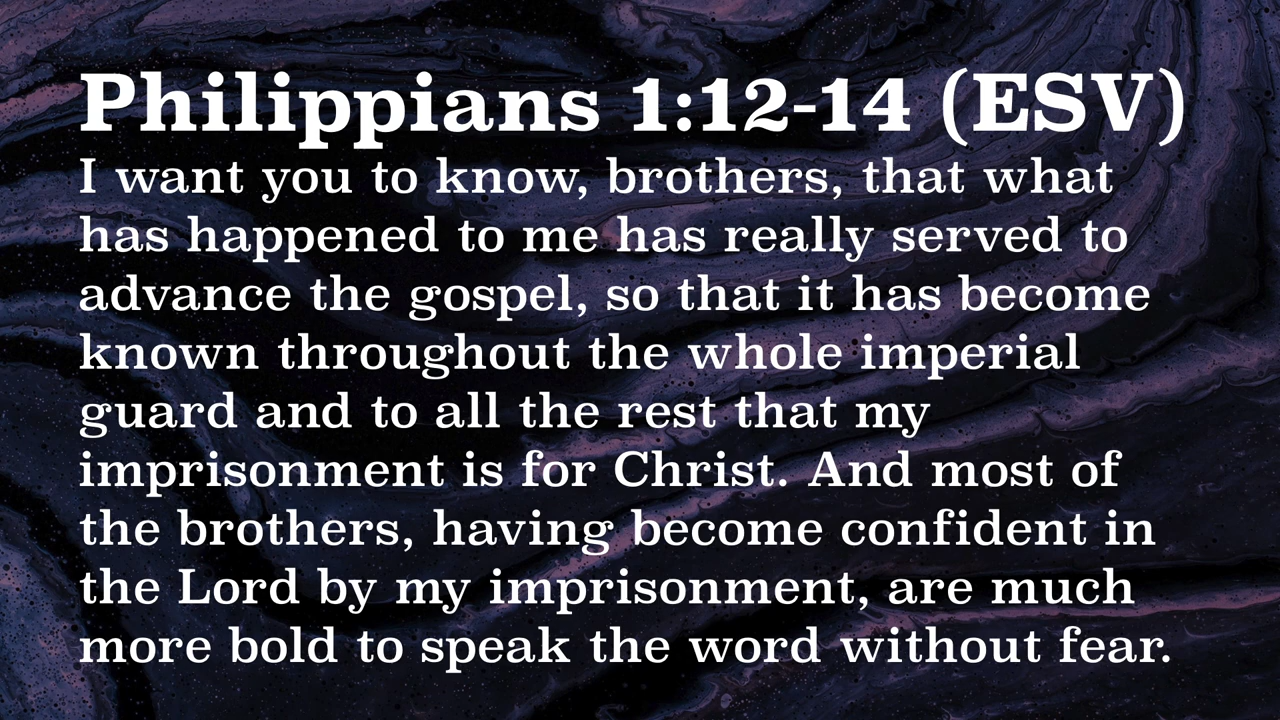 Philippians 1:12-14 (ESV)
I want you to know, brothers, that what
has happened to me has really served to
advance the gospel, so that it has become
known throughout the whole imperial
guard and to all the rest that my
imprisonment is for Christ. And most of
the brothers, having become confident in
the Lord by my imprisonment, are much
more bold to speak the word without fear.